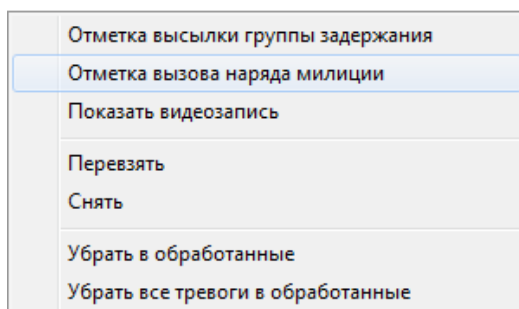 Отметка высылки группы задержания
Отметка вызова наряда милиции
Показать видеозапись
Перевзять
Снять
Убрать в обработанные
Убрать все тревоги в обработанные